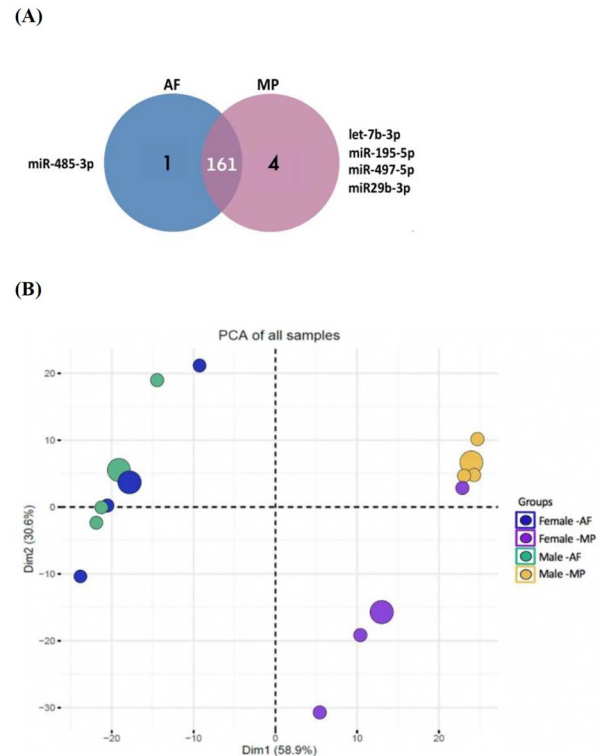 (A)
AF
MP
miR-485-3p
1
161
4
let-7b-3p
miR-195-5p
miR-497-5p
miR29b-3p
(B)
PCA of all samples
20
10
0
−10
−20
−30
Dim2 (30.6%)
−20
−10
0
10
20
Dim1 (58.9%)
Groups
Female -AF
Female -MP
Male -AF
Male -MP